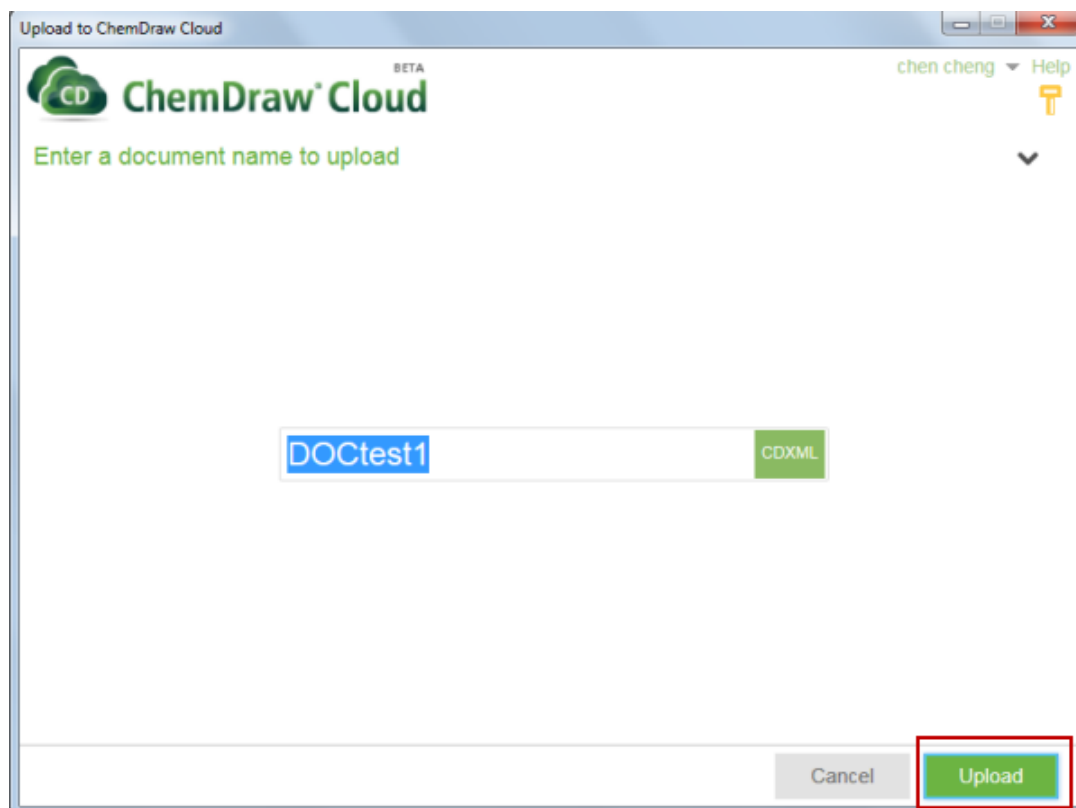 Upload to ChemDraw Cloud
BETA
chen cheng Help
CD ChemDraw® Cloud
Enter a document name to upload
DOCtest1 CDXML
Cancel Upload